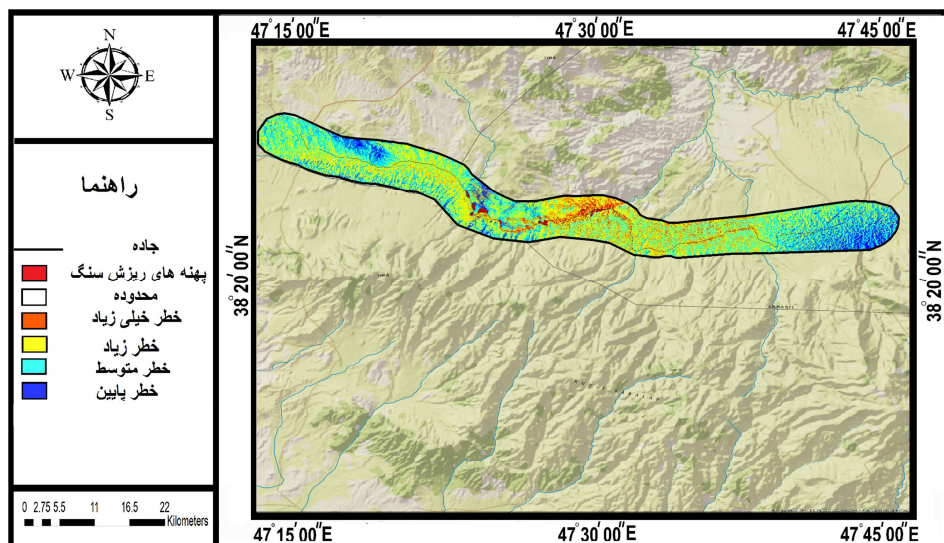 N
W E
S
راهنما
جاده
پهنه های ریزش سنگ
محدوده
خطر خیلی زیاد
خطر زیاد
خطر متوسط
خطر پایین
0 2.75 5.5 11 16.5 22
Kilometers
47°15'00"E 47°30'00"E 47°45'00"E
38°20'00"N
38°20'00"N
ARDABIL
47°15'00"E 47°30'00"E 47°45'00"E